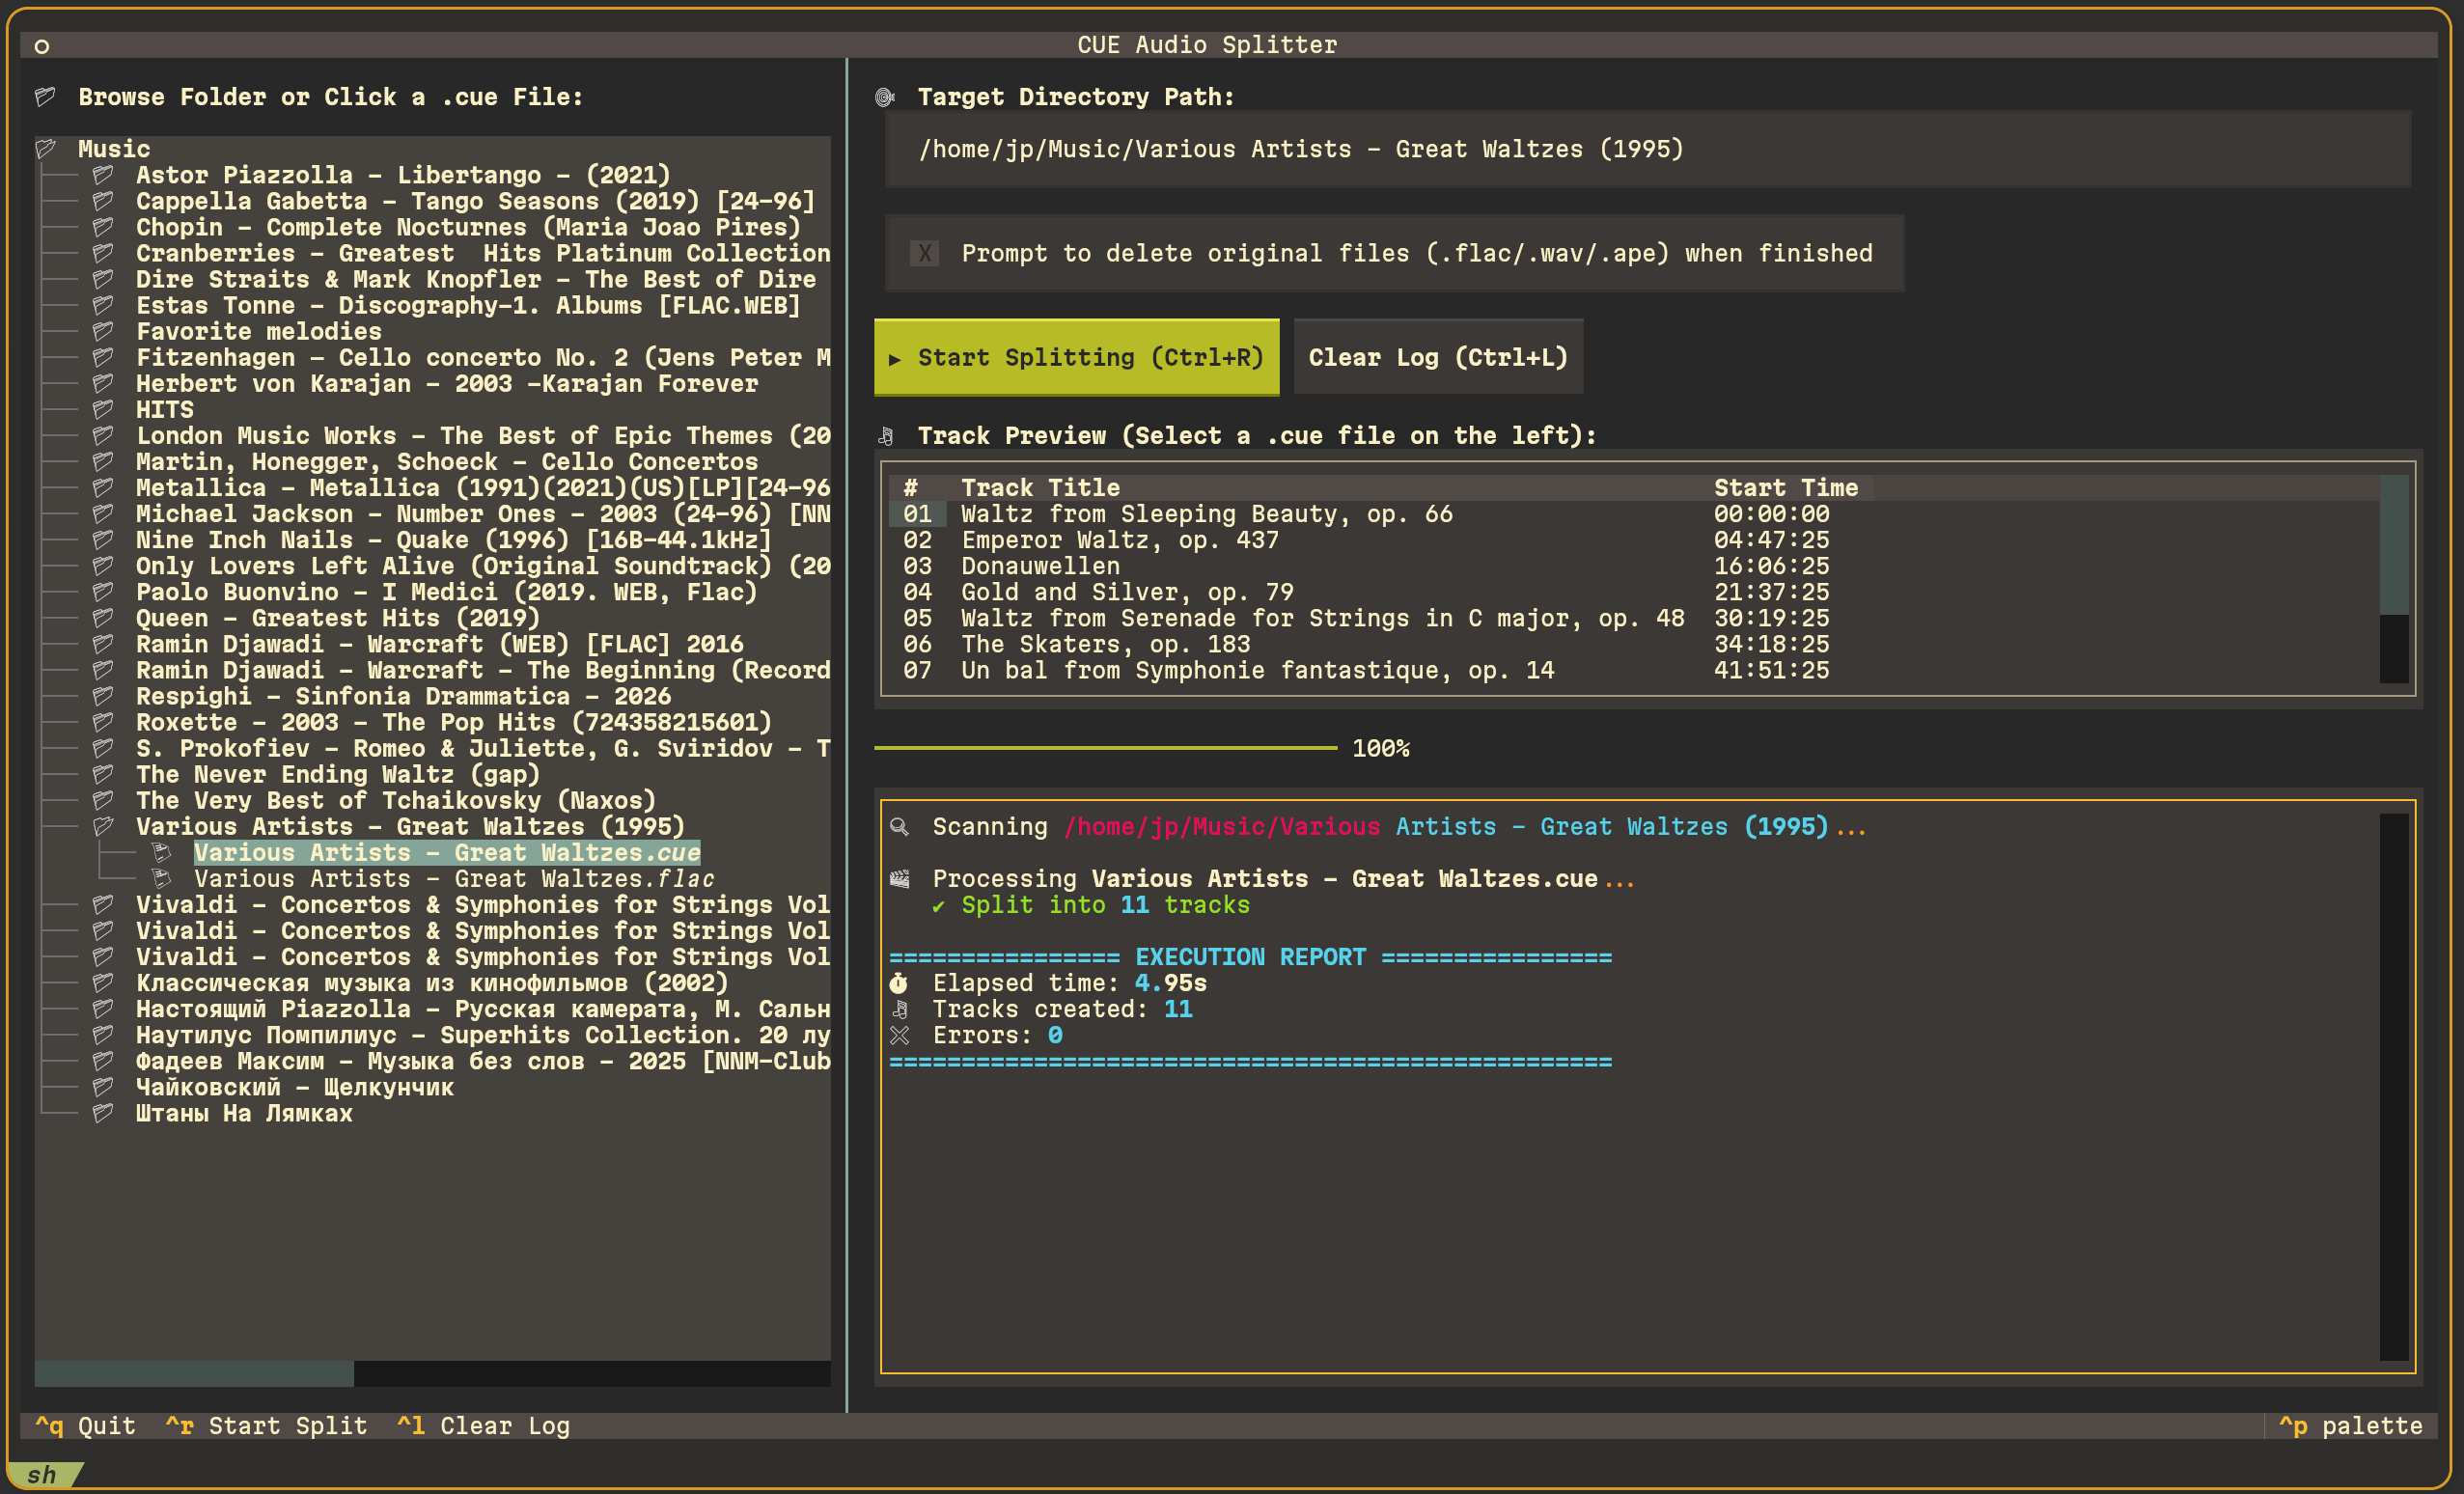 CUE Audio Splitter
Browse Folder or Click a .cue File:
Music
Astor Piazzolla - Libertango - (2021)
Cappella Gabetta - Tango Seasons (2019) [24-96]
Chopin - Complete Nocturnes (Maria Joao Pires)
Cranberries - Greatest  Hits Platinum Collection
Dire Straits & Mark Knopfler - The Best of Dire
Estas Tonne - Discography-1. Albums [FLAC.WEB]
Favorite melodies
Fitzenhagen - Cello concerto No. 2 (Jens Peter M
Herbert von Karajan - 2003 -Karajan Forever
HITS
London Music Works - The Best of Epic Themes (20
Martin, Honegger, Schoeck - Cello Concertos
Metallica - Metallica (1991)(2021)(US)[LP][24-96
Michael Jackson - Number Ones - 2003 (24-96) [NN
Nine Inch Nails - Quake (1996) [16B-44.1kHz]
Only Lovers Left Alive (Original Soundtrack) (20
Paolo Buonvino - I Medici (2019. WEB, Flac)
Queen - Greatest Hits (2019)
Ramin Djawadi - Warcraft (WEB) [FLAC] 2016
Ramin Djawadi - Warcraft - The Beginning (Record
Respighi - Sinfonia Drammatica - 2026
Roxette - 2003 - The Pop Hits (724358215601)
S. Prokofiev - Romeo & Juliette, G. Sviridov - T
The Never Ending Waltz (gap)
The Very Best of Tchaikovsky (Naxos)
Various Artists - Great Waltzes (1995)
Various Artists - Great Waltzes.cue
Various Artists - Great Waltzes.flac
Vivaldi - Concertos & Symphonies for Strings Vol
Vivaldi - Concertos & Symphonies for Strings Vol
Vivaldi - Concertos & Symphonies for Strings Vol
Классическая музыка из кинофильмов (2002)
Настоящий Piazzolla - Русская камерата, М. Сальн
Наутилус Помпилиус - Superhits Collection. 20 лу
Фадеев Максим - Музыка без слов - 2025 [NNM-Club
Чайковский - Щелкунчик
Штаны На Лямках
Target Directory Path:
/home/jp/Music/Various Artists - Great Waltzes (1995)
X Prompt to delete original files (.flac/.wav/.ape) when finished
▶ Start Splitting (Ctrl+R) Clear Log (Ctrl+L)
Track Preview (Select a .cue file on the left):
# Track Title Start Time
01 Waltz from Sleeping Beauty, op. 66 00:00:00
02 Emperor Waltz, op. 437 04:47:25
03 Donauwellen 16:06:25
04 Gold and Silver, op. 79 21:37:25
05 Waltz from Serenade for Strings in C major, op. 48 30:19:25
06 The Skaters, op. 183 34:18:25
07 Un bal from Symphonie fantastique, op. 14 41:51:25
100%
Scanning /home/jp/Music/Various Artists - Great Waltzes (1995)...
Processing Various Artists - Great Waltzes.cue...
✔ Split into 11 tracks
================ EXECUTION REPORT ================
Elapsed time: 4.95s
Tracks created: 11
Errors: 0
==================================================
^q Quit ^r Start Split ^l Clear Log ^p palette
sh